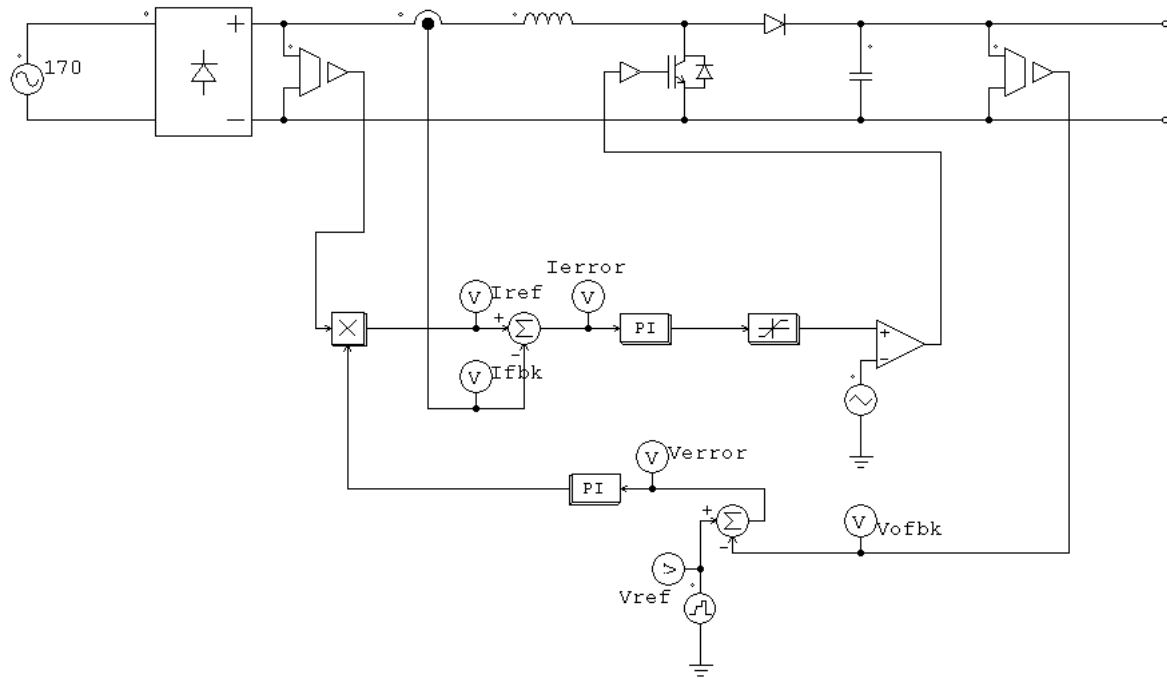 170
Ierror
Iref
PI
Ifbk
Verror
PI
Vofbk
Vref
V
V
V
V
V
V
Σ
Σ
+
−
+
−
+
−
+
−